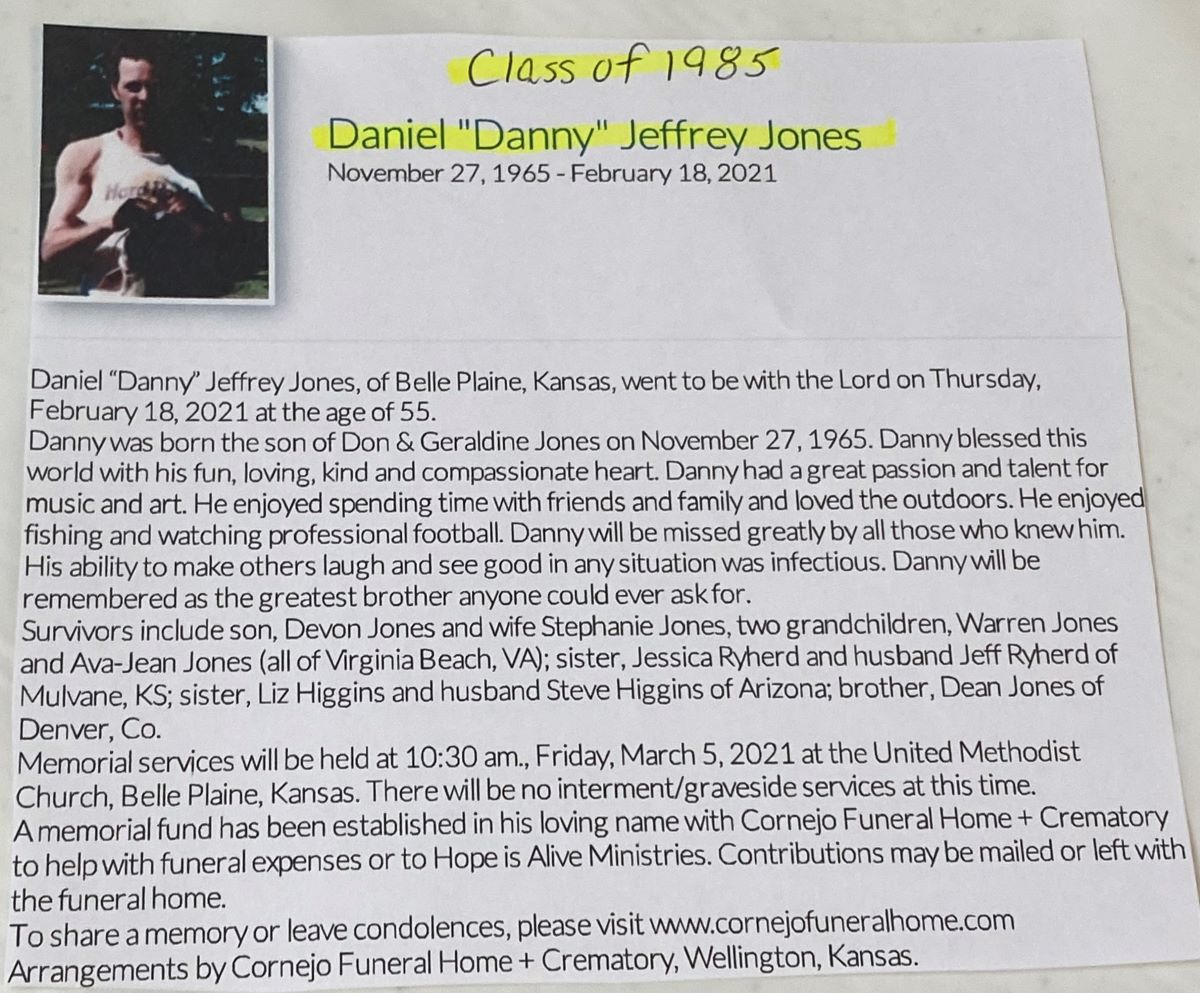 Class of 1985
Daniel "Danny" Jeffrey Jones
November 27, 1965 - February 18, 2021
Hard
Daniel “Danny” Jeffrey Jones, of Belle Plaine, Kansas, went to be with the Lord on Thursday,
February 18, 2021 at the age of 55.
Danny was born the son of Don & Geraldine Jones on November 27, 1965. Danny blessed this
world with his fun, loving, kind and compassionate heart. Danny had a great passion and talent for
music and art. He enjoyed spending time with friends and family and loved the outdoors. He enjoyed
fishing and watching professional football. Danny will be missed greatly by all those who knew him.
His ability to make others laugh and see good in any situation was infectious. Danny will be
remembered as the greatest brother anyone could ever ask for.
Survivors include son, Devon Jones and wife Stephanie Jones, two grandchildren, Warren Jones
and Ava-Jean Jones (all of Virginia Beach, VA); sister, Jessica Ryherd and husband Jeff Ryherd of
Mulvane, KS; sister, Liz Higgins and husband Steve Higgins of Arizona; brother, Dean Jones of
Denver, Co.
Memorial services will be held at 10:30 am., Friday, March 5, 2021 at the United Methodist
Church, Belle Plaine, Kansas. There will be no interment/graveside services at this time.
A memorial fund has been established in his loving name with Cornejo Funeral Home + Crematory
to help with funeral expenses or to Hope is Alive Ministries. Contributions may be mailed or left with
the funeral home.
To share a memory or leave condolences, please visit www.cornejofuneralhome.com
Arrangements by Cornejo Funeral Home + Crematory, Wellington, Kansas.